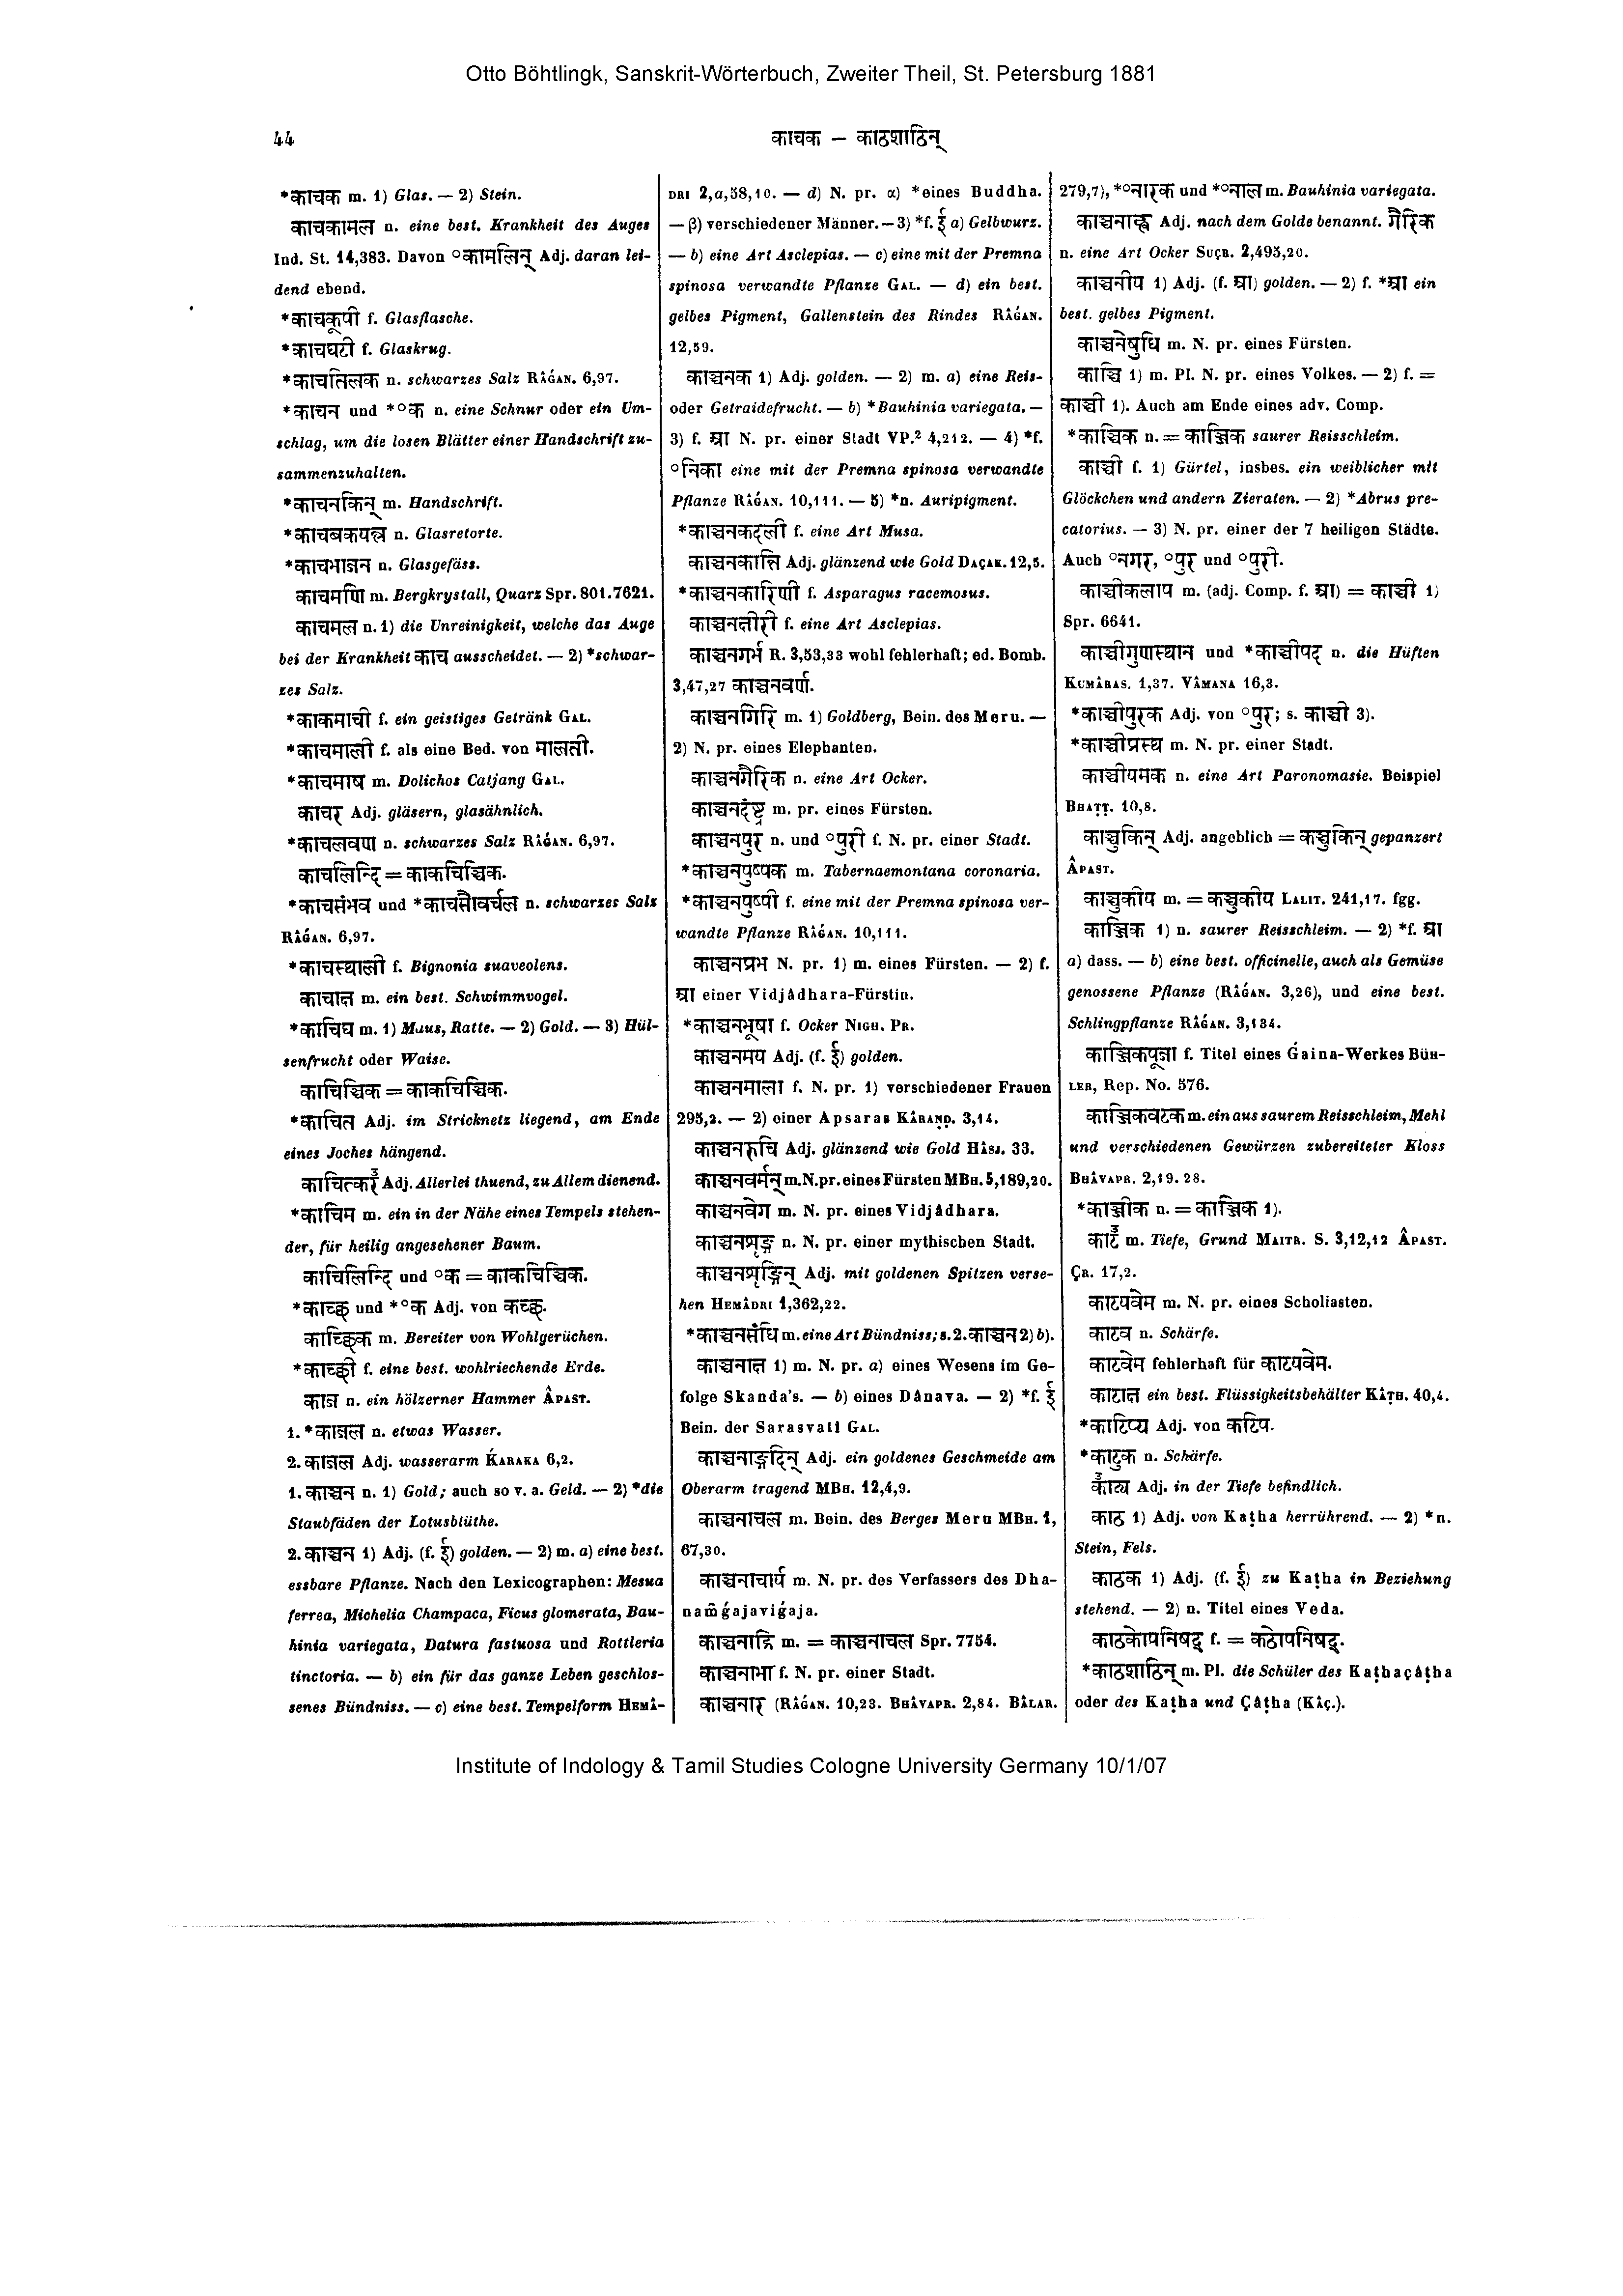 Otto Böhtlingk, Sanskrit-Wörterbuch, Zweiter Theil, St. Petersburg 1881
44
काचक — काठशाठिन्
*काचक m. 1) Glas. — 2) Stein.
काचकामल n. eine best. Krankheit des Auges
Ind. St. 14,383. Davon °कामलिन् Adj. daran lei-
dend ebend.
*काचकूपी f. Glasflasche.
*काचघटी f. Glaskrug.
*काचतिलक n. schwarzes Salz RÂǴAN. 6,97.
*काचन und *°क n. eine Schnur oder ein Um-
schlag, um die losen Blätter einer Handschrift zu-
sammenzuhalten.
*काचनकिन् m. Handschrift.
*काचबकयन्त्र n. Glasretorte.
*काचभाजन n. Glasgefäss.
काचमणि m. Bergkrystall, Quarz Spr. 801.7621.
काचमल n. 1) die Unreinigkeit, welche das Auge
bei der Krankheit काच ausscheidet. — 2) *schwar-
zes Salz.
*काकमाची f. ein geistiges Getränk GAL.
*काचमाली f. als eine Bed. von मालती.
*काचमाष m. Dolichos Catjang GAL.
काचर Adj. gläsern, glasähnlich.
*काचलवण n. schwarzes Salz RÂǴAN. 6,97.
काचलिन्दि = काकचिञ्चिक.
*काचसंभव und *काचसौवर्चल n. schwarzes Salz
RÂǴAN. 6,97.
*काचस्थाली f. Bignonia suaveolens.
काचाक्ष m. ein best. Schwimmvogel.
*काचिघ m. 1) Maus, Ratte. — 2) Gold. — 3) Hül-
senfrucht oder Waise.
काचिञ्चिक = काकचिञ्चिक.
*काचित Adj. im Stricknetz liegend, am Ende
eines Joches hängend.
काचित्करँ Adj. Allerlei thuend, zu Allem dienend.
*काचिम m. ein in der Nähe eines Tempels stehen-
der, für heilig angesehener Baum.
काचिलिन्दि und °क = काकचिञ्चिक.
*काच्छ und *°क Adj. von कच्छ.
काच्छिक m. Bereiter von Wohlgerüchen.
*काच्छी f. eine best. wohlriechende Erde.
काज n. ein hölzerner Hammer ÂPAST.
1. *काजल n. etwas Wasser.
2. काजल Adj. wasserarm ḰARAKA 6,2.
1. काञ्चन n. 1) Gold; auch so v. a. Geld. — 2) *die
Staubfäden der Lotusblüthe.
2. काञ्चन 1) Adj. (f. ई) golden. — 2) m. a) eine best.
essbare Pflanze. Nach den Lexicographen: Mesua
ferrea, Michelia Champaca, Ficus glomerata, Bau-
hinia variegata, Datura fastuosa und Rottleria
tinctoria. — b) ein für das ganze Leben geschlos-
senes Bündniss. — c) eine best. Tempelform HEMÂ-
DRI 2,a,58,10. — d) N. pr. α) *eines Buddha.
— β) verschiedener Männer. — 3) *f. ई a) Gelbwurz.
— b) eine Art Asclepias. — c) eine mit der Premna
spinosa verwandte Pflanze GAL. — d) ein best.
gelbes Pigment, Gallenstein des Rindes RÂǴAN.
12,59.
काञ्चनक 1) Adj. golden. — 2) m. a) eine Reis-
oder Getraidefrucht. — b) *Bauhinia variegata. —
3) f. आ N. pr. einer Stadt VP.² 4,212. — 4) *f.
°निका eine mit der Premna spinosa verwandte
Pflanze RÂǴAN. 10,111. — 5) *n. Auripigment.
*काञ्चनकदली f. eine Art Musa.
काञ्चनकान्ति Adj. glänzend wie Gold DAÇAK. 12,5.
*काञ्चनकारिणी f. Asparagus racemosus.
काञ्चनक्षीरी f. eine Art Asclepias.
काञ्चनगर्भ R. 3,53,33 wohl fehlerhaft; ed. Bomb.
3,47,27 काञ्चनवर्ण.
काञ्चनगिरि m. 1) Goldberg, Bein. des Meru. —
2) N. pr. eines Elephanten.
काञ्चनगैरिक n. eine Art Ocker.
काञ्चनदंष्ट्र m. pr. eines Fürsten.
काञ्चनपुर n. und °पुरी f. N. pr. einer Stadt.
*काञ्चनपुष्पक m. Tabernaemontana coronaria.
*काञ्चनपुष्पी f. eine mit der Premna spinosa ver-
wandte Pflanze RÂǴAN. 10,111.
काञ्चनप्रभ N. pr. 1) m. eines Fürsten. — 2) f.
आ einer Vidjâdhara-Fürstin.
*काञ्चनभूषा f. Ocker NIGH. PR.
काञ्चनमय Adj. (f. ई) golden.
काञ्चनमाला f. N. pr. 1) verschiedener Frauen
295,2. — 2) einer Apsaras KÂRAṆḌ. 3,14.
काञ्चनरुचि Adj. glänzend wie Gold HÂSJ. 33.
काञ्चनवर्मन् m. N. pr. eines Fürsten MBH. 5,189,20.
काञ्चनवेग m. N. pr. eines Vidjâdhara.
काञ्चनशृङ्ग n. N. pr. einer mythischen Stadt.
काञ्चनशृङ्गिन् Adj. mit goldenen Spitzen verse-
hen HEMÂDRI 1,362,22.
*काञ्चनसंधि m. eine Art Bündniss; s. 2. काञ्चन 2) b).
काञ्चनाक्ष 1) m. N. pr. a) eines Wesens im Ge-
folge Skanda's. — b) eines Dânava. — 2) *f. ई
Bein. der Sarasvatî GAL.
काञ्चनाङ्गदिन् Adj. ein goldenes Geschmeide am
Oberarm tragend MBH. 12,4,9.
काञ्चनाचल m. Bein. des Berges Meru MBH. 1,
67,30.
काञ्चनाचार्य m. N. pr. des Verfassers des Dha-
nam̃ǵajaviǵaja.
काञ्चनाद्रि m. = काञ्चनाचल Spr. 7754.
काञ्चनाभा f. N. pr. einer Stadt.
काञ्चनार (RÂǴAN. 10,23. BHÂVAPR. 2,84. BÂLAR.
279,7), *°नारक und *°नाल m. Bauhinia variegata.
काञ्चनाह्व Adj. nach dem Golde benannt. गैरिक
n. eine Art Ocker SUÇR. 2,495,20.
काञ्चनीय 1) Adj. (f. आ) golden. — 2) f. *आ ein
best. gelbes Pigment.
काञ्चनेषुधि m. N. pr. eines Fürsten.
काञ्चि 1) m. Pl. N. pr. eines Volkes. — 2) f. =
काञ्ची 1). Auch am Ende eines adv. Comp.
*काञ्चिक n. = काञ्जिक saurer Reisschleim.
काञ्ची f. 1) Gürtel, insbes. ein weiblicher mit
Glöckchen und andern Zieraten. — 2) *Abrus pre-
catorius. — 3) N. pr. einer der 7 heiligen Städte.
Auch °नगर, °पुर und °पुरी.
काञ्चीकलाप m. (adj. Comp. f. आ) = काञ्ची 1)
Spr. 6641.
काञ्चीगुणस्थान und *काञ्चीपद n. die Hüften
KUMÂRAS. 1,37. VÂMANA 16,3.
*काञ्चीपुरक Adj. von °पुर; s. काञ्ची 3).
*काञ्चीप्रस्थ m. N. pr. einer Stadt.
काञ्चीयमक n. eine Art Paronomasie. Beispiel
BHAṬṬ. 10,8.
काञ्चुकिन् Adj. angeblich = कञ्चुकिन् gepanzert
ÂPAST.
काञ्चुकीय m. = कञ्चुकीय LALIT. 241,17. fgg.
काञ्जिक 1) n. saurer Reisschleim. — 2) *f. आ
a) dass. — b) eine best. officinelle, auch als Gemüse
genossene Pflanze (RÂǴAN. 3,26), und eine best.
Schlingpflanze RÂǴAN. 3,134.
काञ्जिकपूजा f. Titel eines Ǵaina-Werkes BÜH-
LER, Rep. No. 576.
काञ्जिकवटक m. ein aus saurem Reisschleim, Mehl
und verschiedenen Gewürzen zubereiteter Kloss
BHÂVAPR. 2,19. 28.
*काञ्जीक n. = काञ्जिक 1).
काटँ m. Tiefe, Grund MAITR. S. 3,12,12 ÂPAST.
ÇR. 17,2.
काटयवेम m. N. pr. eines Scholiasten.
काटव n. Schärfe.
काटवेम fehlerhaft für काटयवेम.
काटाक्ष ein best. Flüssigkeitsbehälter KÂṬH. 40,4.
*काटिप्य Adj. von कटिप.
*काटुक n. Schärfe.
काँट्य Adj. in der Tiefe befindlich.
काठ 1) Adj. von Kaṭha herrührend. — 2) *n.
Stein, Fels.
काठक 1) Adj. (f. ई) zu Kaṭha in Beziehung
stehend. — 2) n. Titel eines Veda.
काठकोपनिषद् f. = कठोपनिषद्.
*काठशाठिन् m. Pl. die Schüler des Kaṭhaçâṭha
oder des Kaṭha und Çâṭha (KÂÇ.).
Institute of Indology & Tamil Studies Cologne University Germany 10/1/07